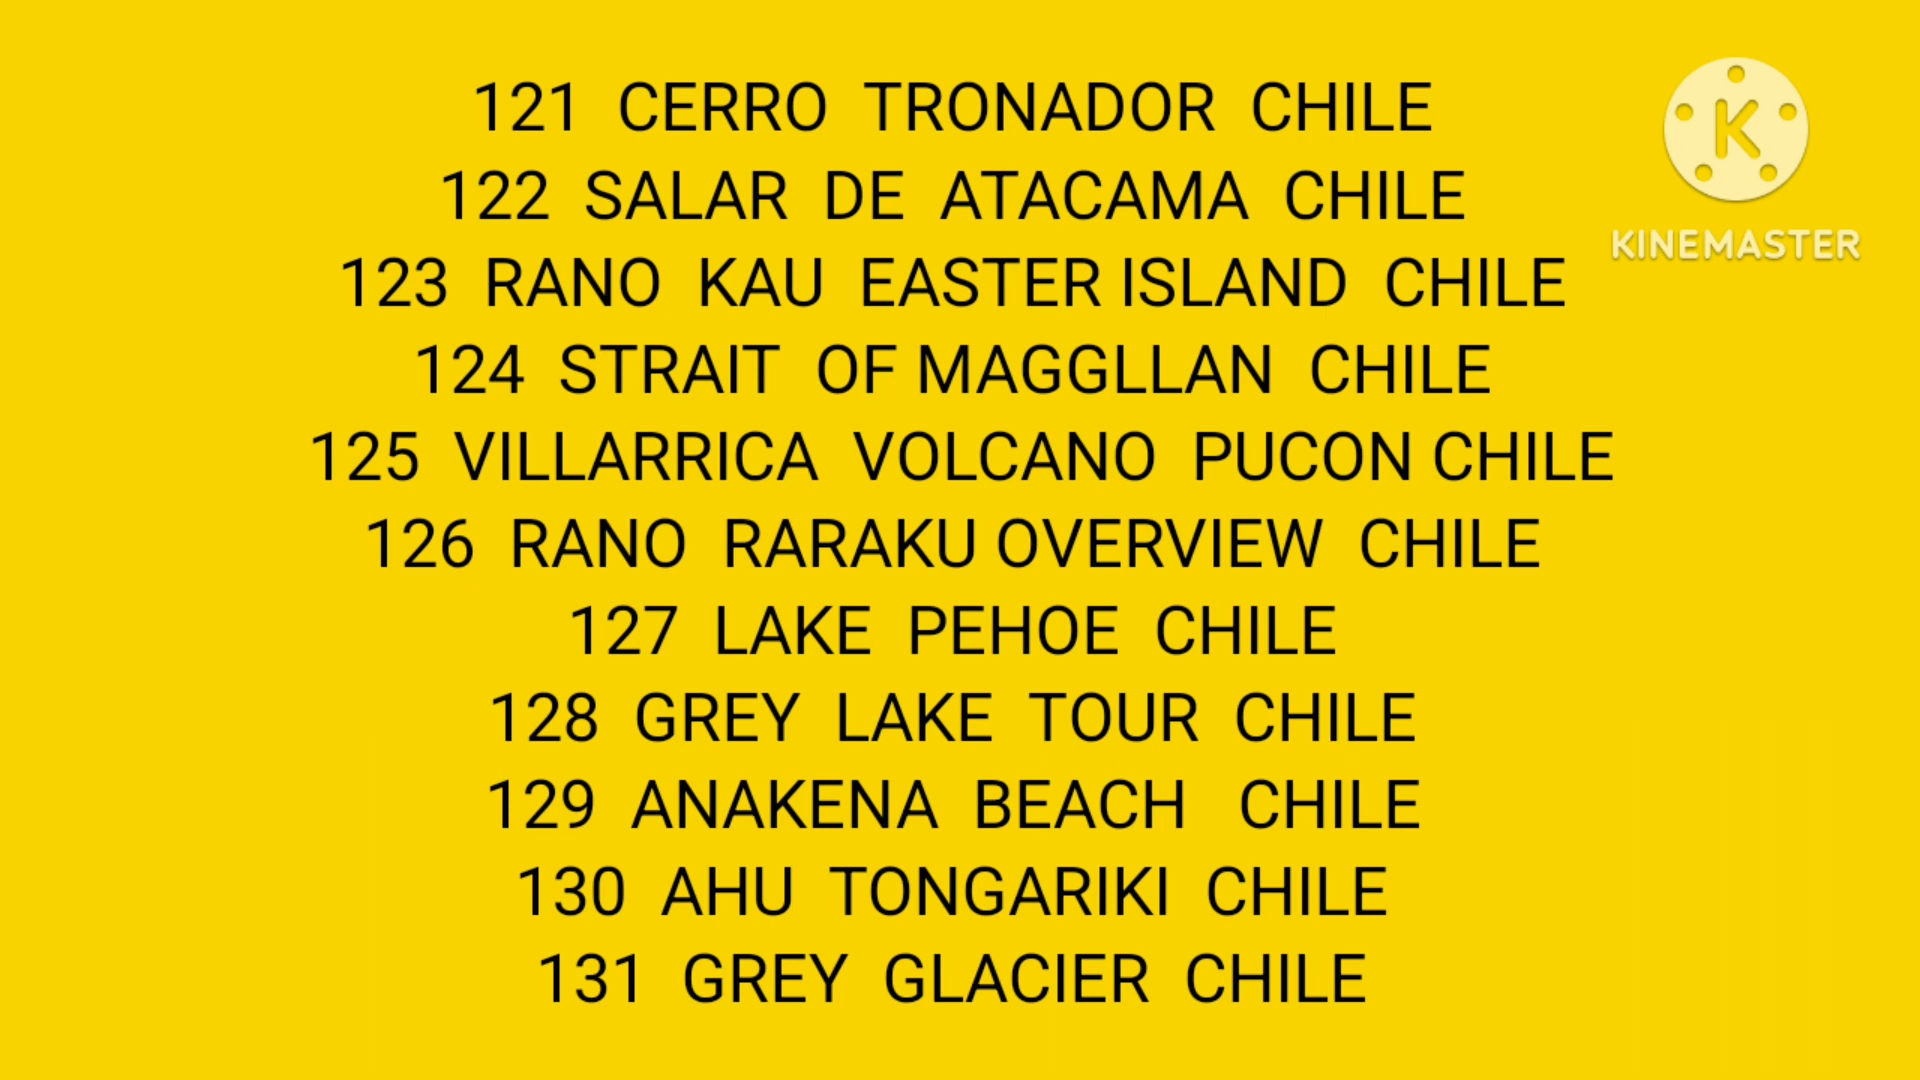 121 CERRO TRONADOR CHILE
122 SALAR DE ATACAMA CHILE
123 RANO KAU EASTER ISLAND CHILE
124 STRAIT OF MAGGLLAN CHILE
125 VILLARRICA VOLCANO PUCON CHILE
126 RANO RARAKU OVERVIEW CHILE
127 LAKE PEHOE CHILE
128 GREY LAKE TOUR CHILE
129 ANAKENA BEACH CHILE
130 AHU TONGARIKI CHILE
131 GREY GLACIER CHILE
K
KINEMASTER